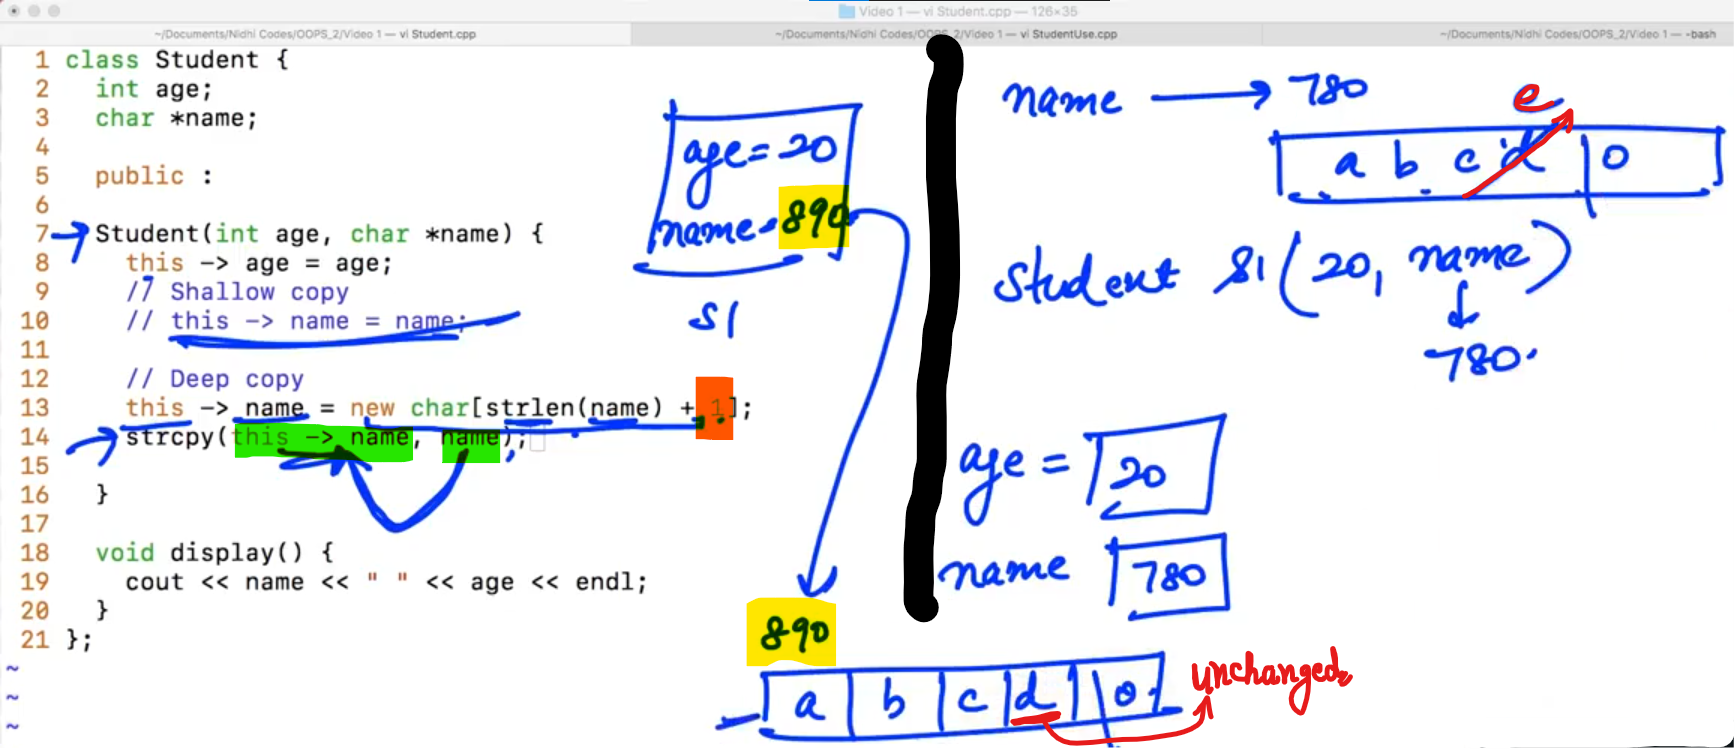 Video 1 — vi Student.cpp — 126×35
~/Documents/Nidhi Codes/OOPS_2/Video 1 — vi Student.cpp
~/Documents/Nidhi Codes/OOPS_2/Video 1 — vi StudentUse.cpp
~/Documents/Nidhi Codes/OOPS_2/Video 1 — -bash
1 class Student {
2 int age;
3 char *name;
4
5 public :
6
7 Student(int age, char *name) {
8 this -> age = age;
9 // Shallow copy
10 // this -> name = name;
11
12 // Deep copy
13 this -> name = new char[strlen(name) + 1];
14 strcpy(this -> name, name);
15
16 }
17
18 void display() {
19 cout << name << " " << age << endl;
20 }
21 };
~
~
~
age = 20
name - 890
S1
890
a b c d 0
unchanged
name → 780
e
a b c d 0
Student S1 (20, name)
↓
780
age = 20
name 780